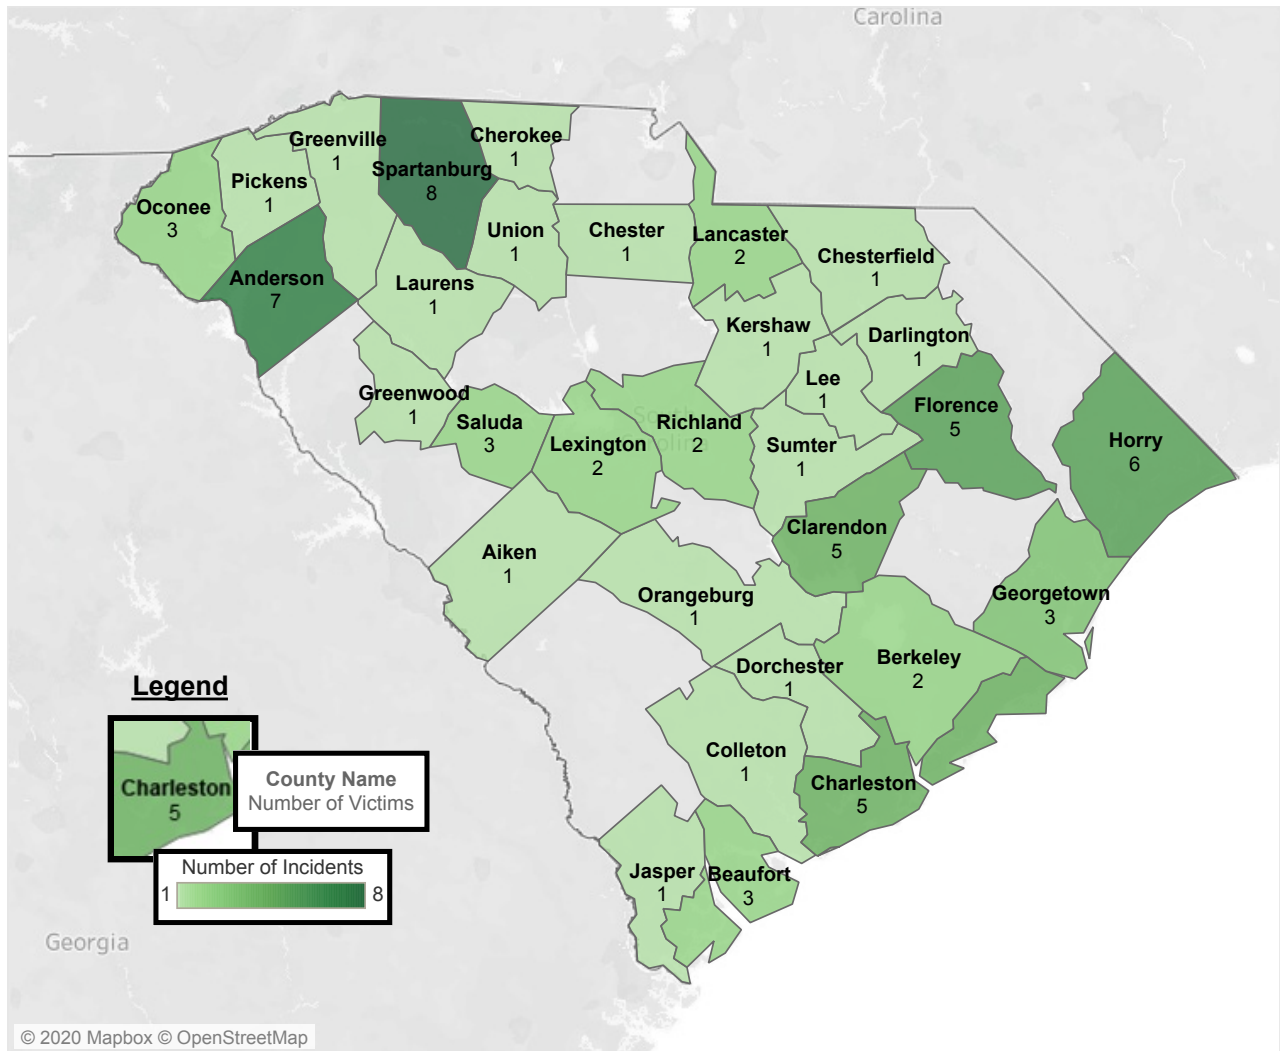 Carolina
Greenville
1
Cherokee
1
Spartanburg
8
Pickens
1
Oconee
3
Union
1
Chester
1
Lancaster
2
Chesterfield
1
Anderson
7
Laurens
1
Kershaw
1
Darlington
1
Lee
1
Greenwood
1
Florence
5
Saluda
3
Richland
2
South
Carolina
Lexington
2
Sumter
1
Horry
6
Clarendon
5
Aiken
1
Orangeburg
1
Georgetown
3
Dorchester
1
Berkeley
2
Colleton
1
Charleston
5
Jasper
1
Beaufort
3
Legend
Charleston
5
County Name
Number of Victims
Number of Incidents
1
8
Georgia
© 2020 Mapbox © OpenStreetMap